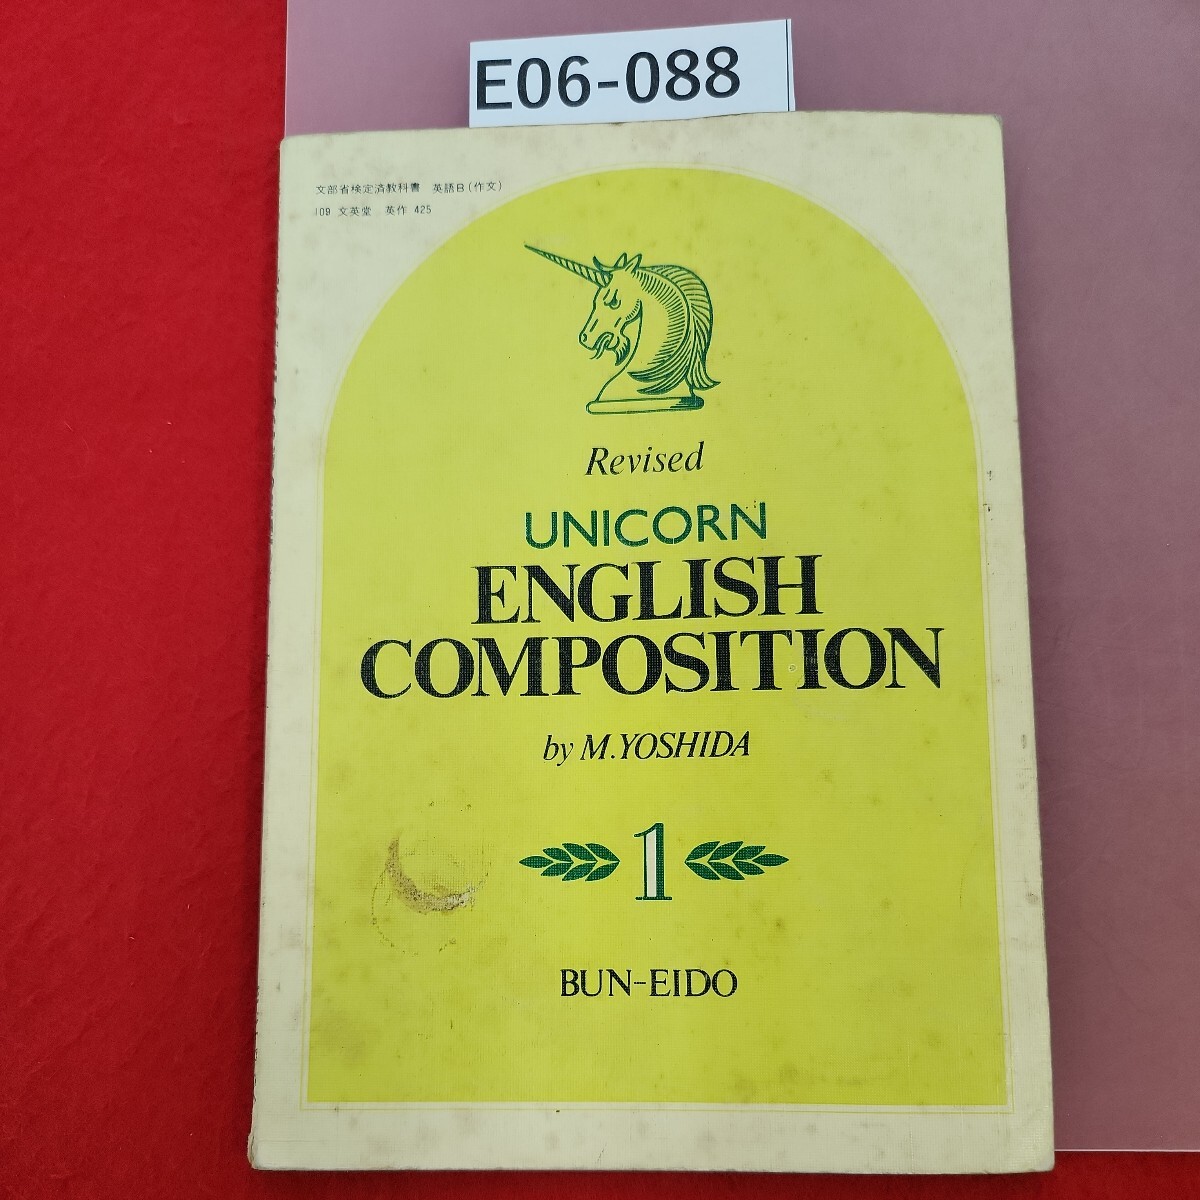 E06-088
文部省検定済教科書 英語B(作文)
109 文英堂 英作 425
Revised
UNICORN
ENGLISH
COMPOSITION
by M.YOSHIDA
1
BUN-EIDO